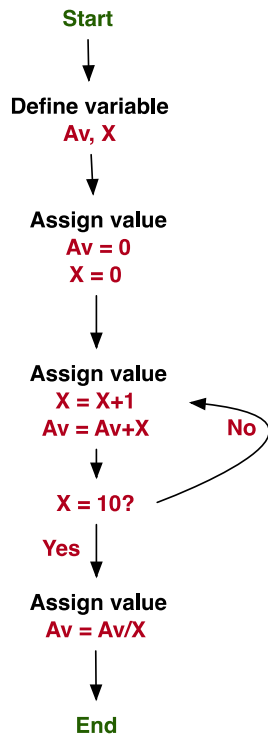 Start
Define variable
Av, X
Assign value
Av = 0
X = 0
Assign value
X = X+1
Av = Av+X
No
X = 10?
Yes
Assign value
Av = Av/X
End